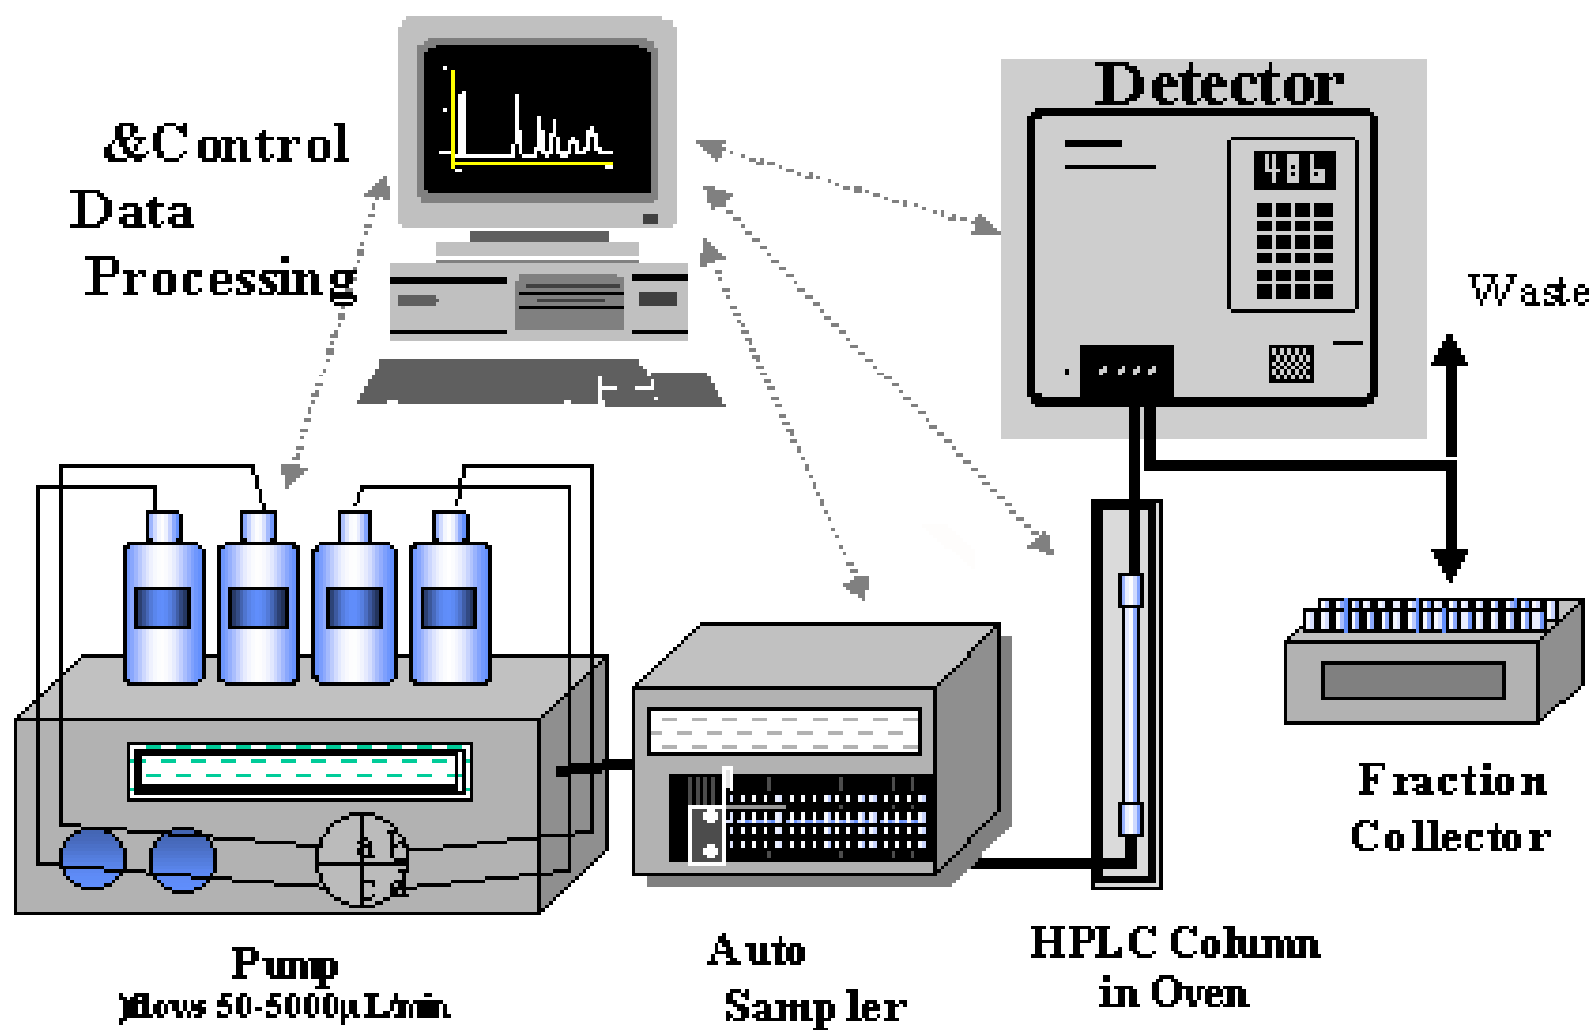 Detector
486
&Control
Data
Processing
Waste
a b
c d
Fraction
Collector
Pump
)flows 50-5000µL/min
Auto
Sampler
HPLC Column
in Oven